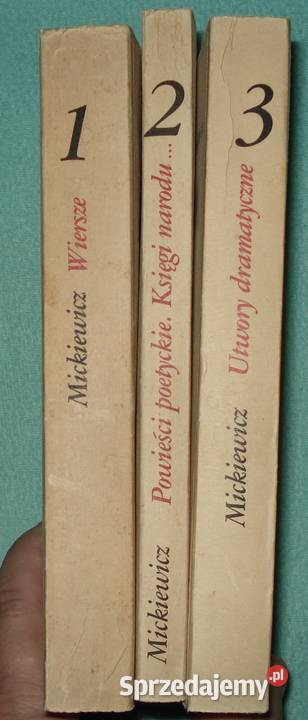 1
Mickiewicz Wiersze
2
Mickiewicz Powieści poetyckie. Księgi narodu...
3
Mickiewicz Utwory dramatyczne
Sprzedajemy.pl